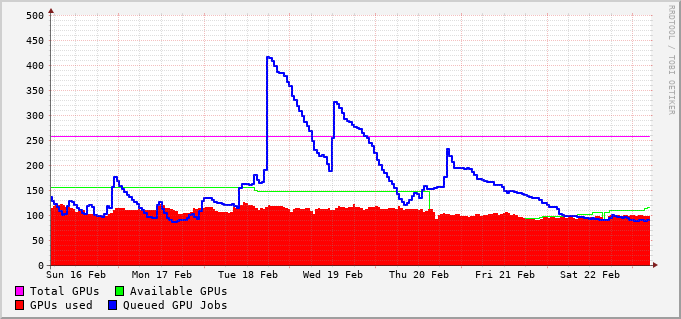 RRDTOOL / TOBI OETIKER
500
450
400
350
300
250
200
150
100
50
0
Sun 16 Feb Mon 17 Feb Tue 18 Feb Wed 19 Feb Thu 20 Feb Fri 21 Feb Sat 22 Feb
Total GPUs Available GPUs
GPUs used Queued GPU Jobs